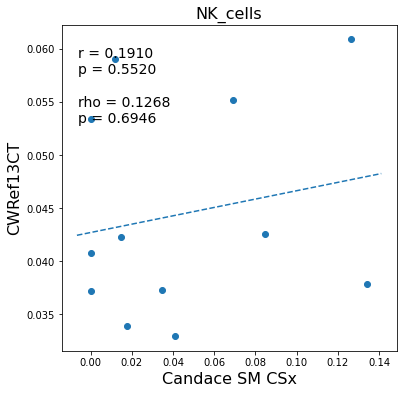 NK_cells
r = 0.1910
p = 0.5520
rho = 0.1268
p = 0.6946
CWRef13CT
0.060
0.055
0.050
0.045
0.040
0.035
0.00 0.02 0.04 0.06 0.08 0.10 0.12 0.14
Candace SM CSx